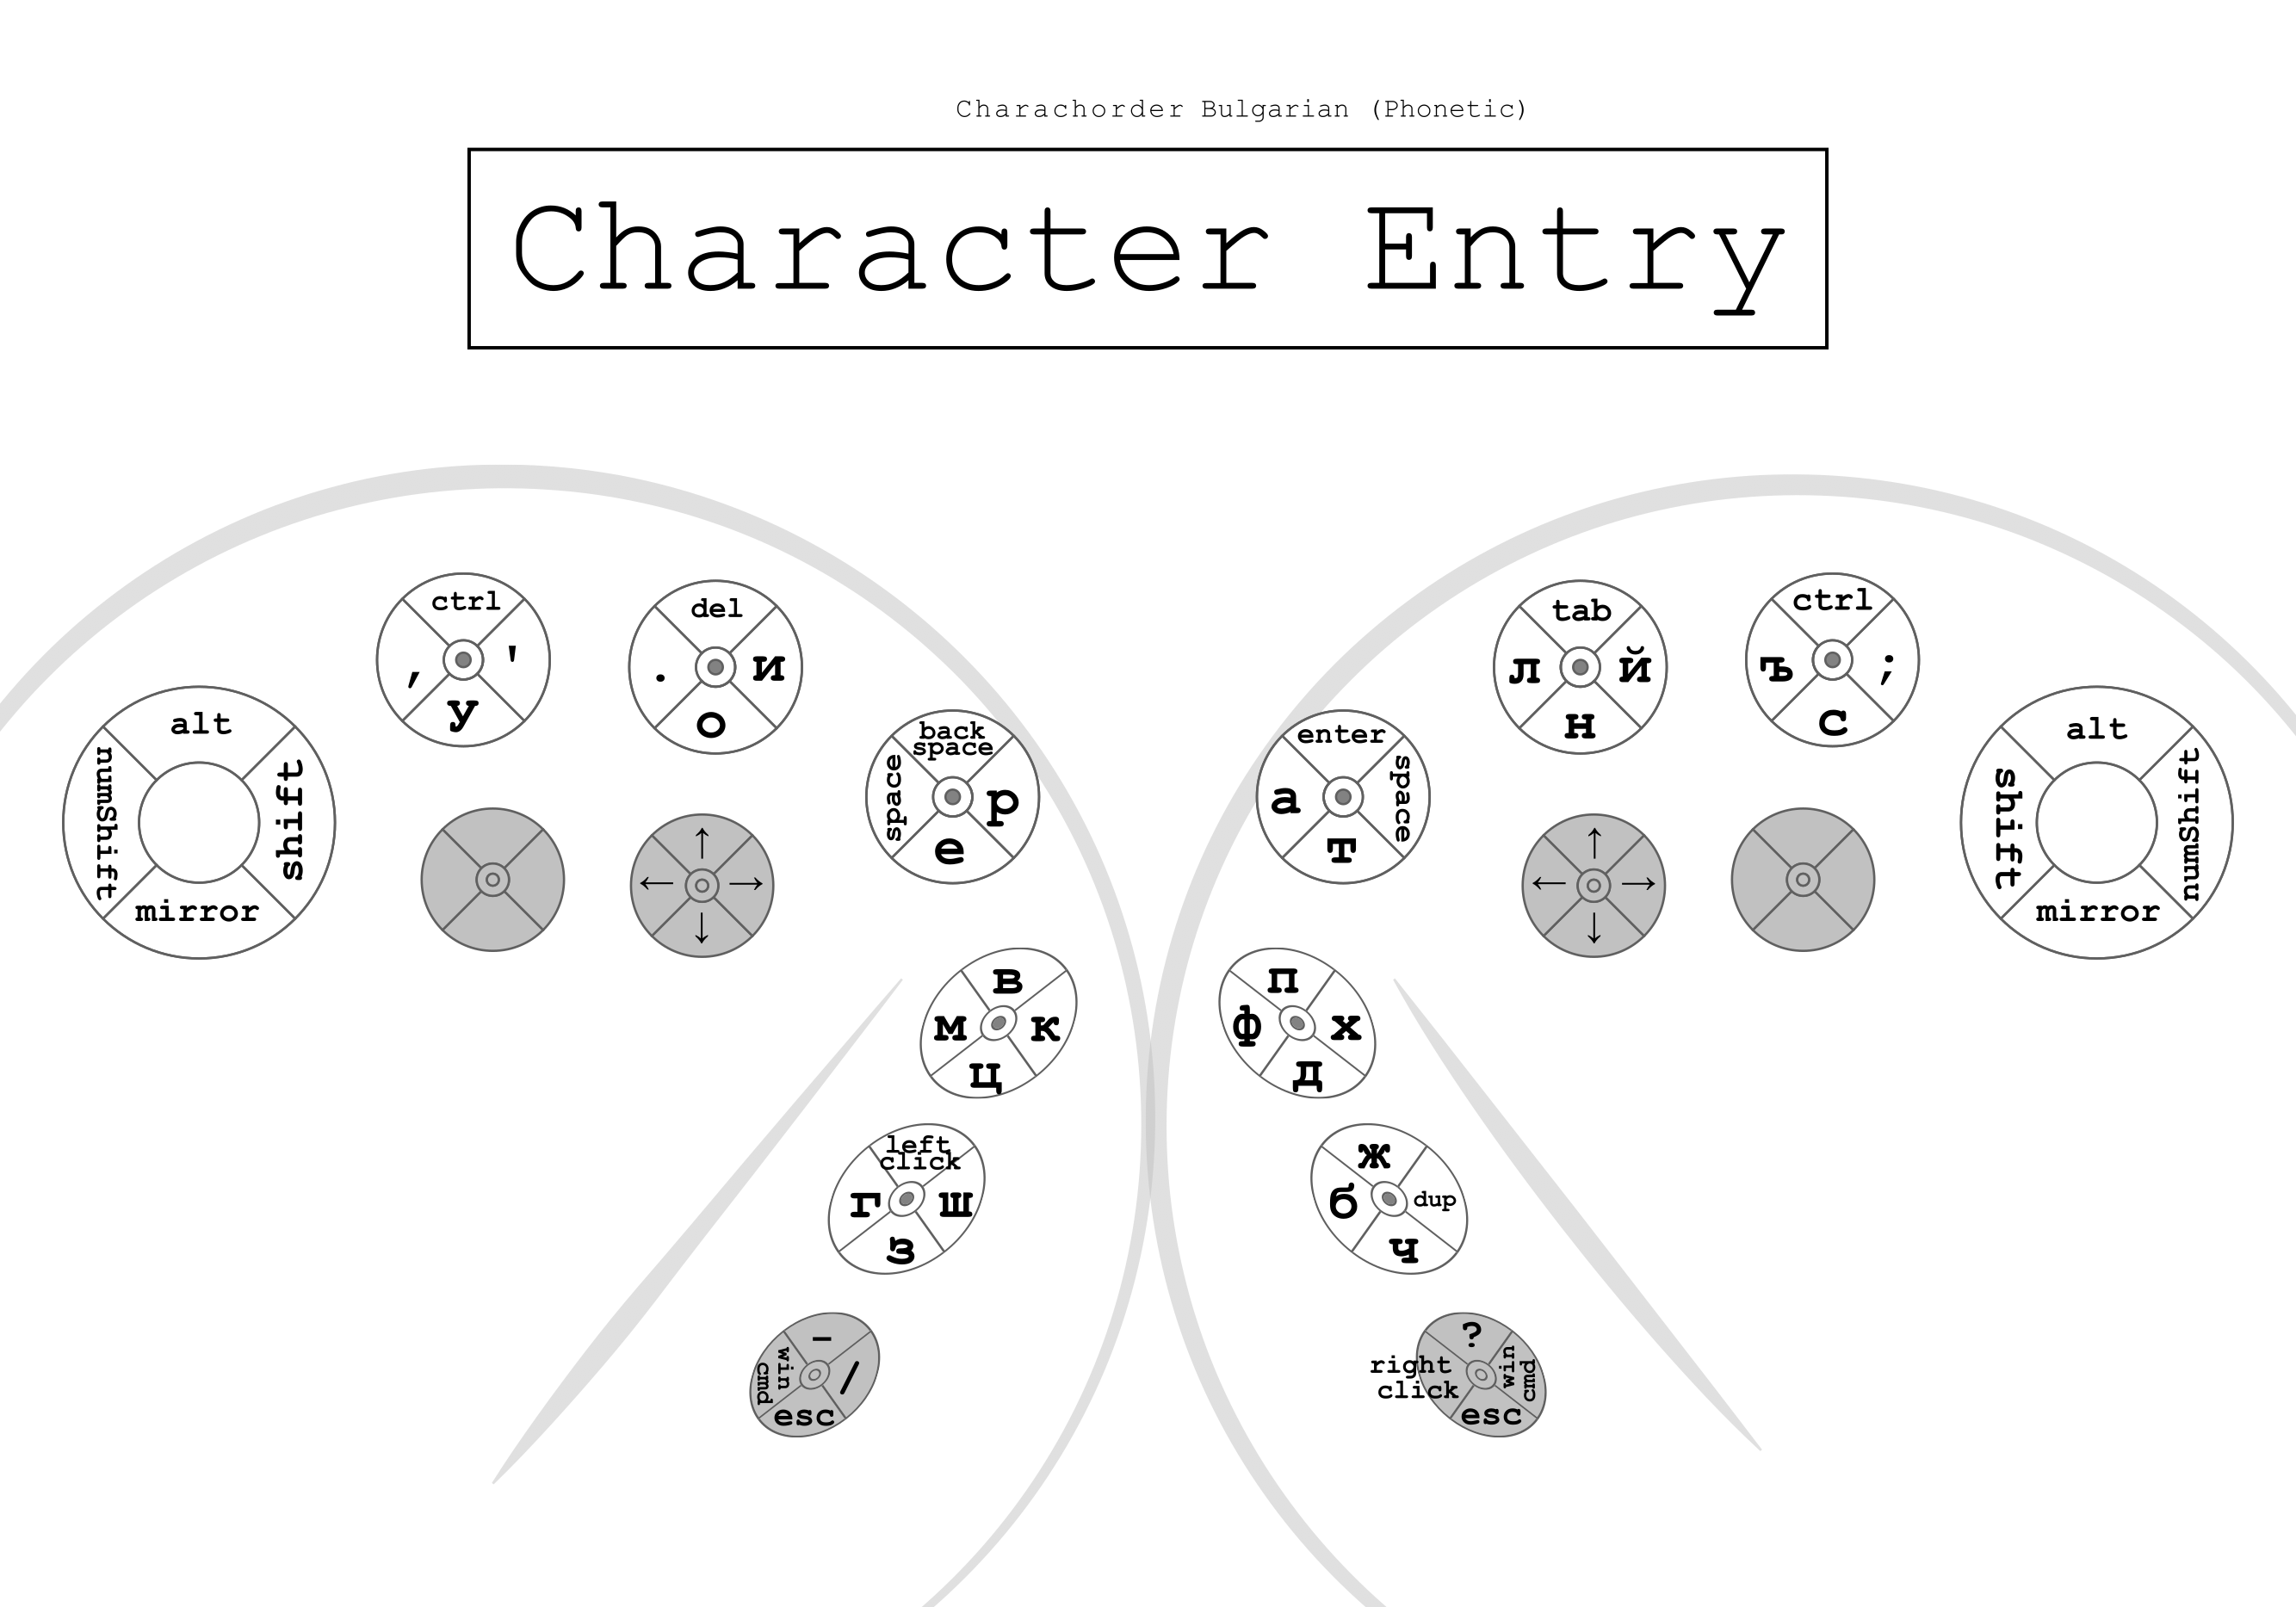 Charachorder Bulgarian (Phonetic)
Character Entry
alt
numShift
shift
mirror
ctrl
,
'
у
del
.
и
о
back
space
space
р
е
←
↑
→
↓
в
м
к
ц
left
click
г
ш
з
-
win
cmd
/
esc
enter
а
space
т
tab
л
й
н
ctrl
ъ
;
с
←
↑
→
↓
alt
shift
numShift
mirror
п
ф
х
д
ж
б
dup
ч
?
right
click
win
cmd
esc